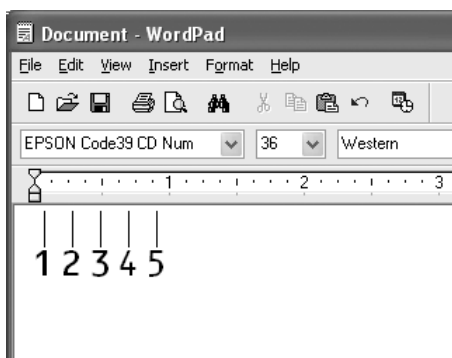 Document - WordPad
File Edit View Insert Format Help
EPSON Code39 CD Num 36 Western
1 2 3
1 2 3 4 5